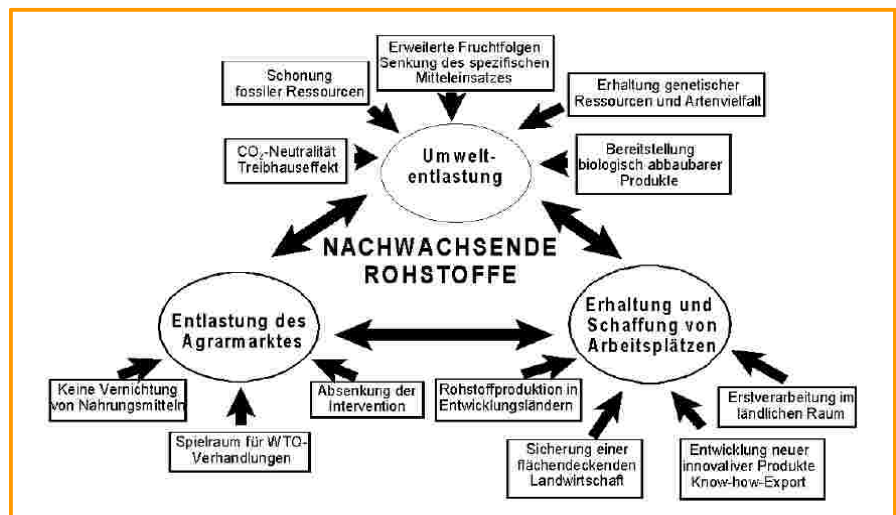 Erweilerte Fruchtfolgen
Senkung des spezifischen
Mitteleinsatzes
Schonung
fossiler Ressourcen
Erhaltung genetischer
Ressourcen und Artenvielfalt
CO₂-Neutralität
Treibhauseffekt
Umwelt-
entlastung
Bereitstellung
biologisch abbaubarer
Produkte
NACHWACHSENDE
ROHSTOFFE
Entlastung des
Agrarmarktes
Erhaltung und
Schaffung von
Arbeitsplätzen
Keine Vernichtung
von Nahrungsmitteln
Absenkung der
Intervention
Rohstoffproduktion in
Entwicklungsländern
Erstverarbeitung im
ländlichen Raum
Spielraum für WTO-
Verhandlungen
Sicherung einer
flächendeckenden
Landwirtschaft
Entwicklung neuer
innovativer Produkte
Know-how-Export